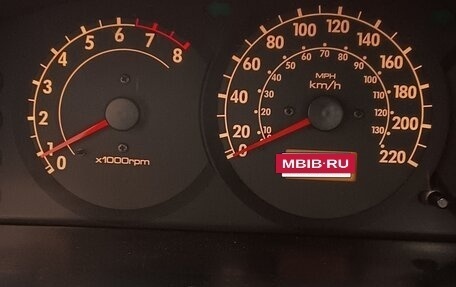 0 1 2 3 4 5 6 7 8
x1000rpm
0 20 40 60 80 100 120 140 160 180 200 220
10 20 30 40 50 60 70 80 90 100 110 120 130
MPH
km/h
MBIB.RU